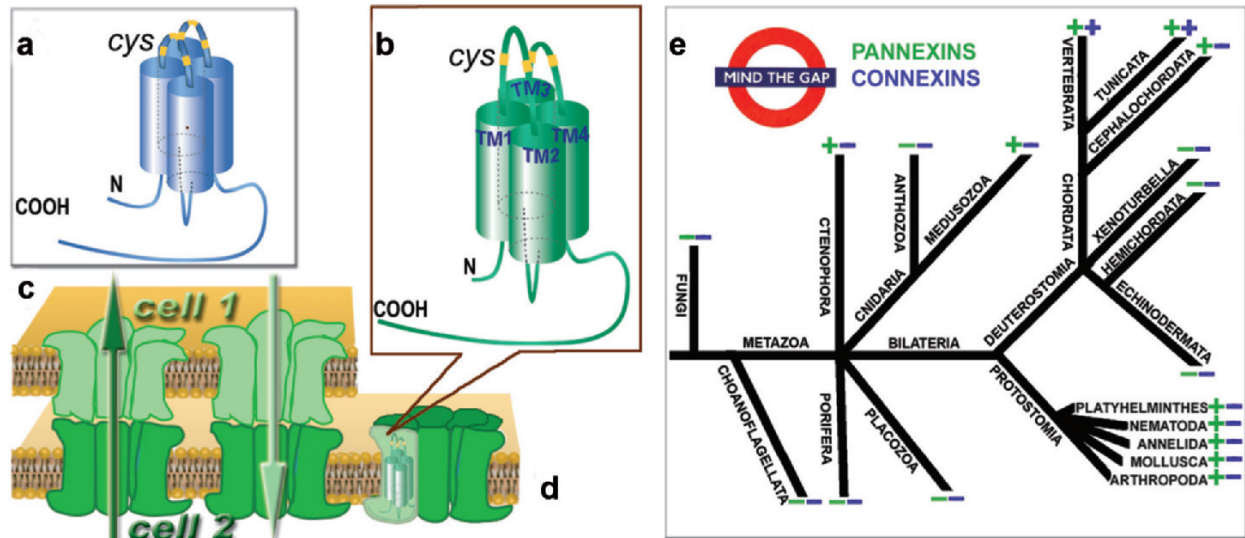 a
cys
N
COOH
b
cys
TM3
TM1
TM4
TM2
N
COOH
c
cell 1
cell 2
d
e
MIND THE GAP
PANNEXINS
CONNEXINS
++
VERTEBRATA
++
TUNICATA
+−
CEPHALOCHORDATA
CHORDATA
−−
XENOTURBELLA
−−
HEMICHORDATA
ECHINODERMATA
−−
DEUTEROSTOMIA
+−
CTENOPHORA
−−
ANTHOZOA
+−
MEDUSOZOA
CNIDARIA
−−
FUNGI
METAZOA
BILATERIA
CHOANOFLAGELLATA
−−
PORIFERA
−−
PLACOZOA
−−
PROTOSTOMIA
PLATYHELMINTHES+−
NEMATODA+−
ANNELIDA+−
MOLLUSCA+−
ARTHROPODA+−